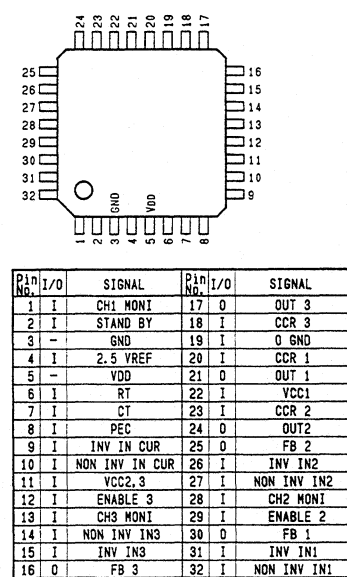 24 23 22 21 20 19 18 17
25 16
26 15
27 14
28 13
29 12
30 11
31 10
32 9
GND VDD
1 2 3 4 5 6 7 8
Pin No. I/O SIGNAL Pin No. I/O SIGNAL
1 I CH1 MONI 17 O OUT 3
2 I STAND BY 18 I CCR 3
3 - GND 19 I O GND
4 I 2.5 VREF 20 I CCR 1
5 - VDD 21 O OUT 1
6 I RT 22 I VCC1
7 I CT 23 I CCR 2
8 I PEC 24 O OUT2
9 I INV IN CUR 25 O FB 2
10 I NON INV IN CUR 26 I INV IN2
11 I VCC2,3 27 I NON INV IN2
12 I ENABLE 3 28 I CH2 MONI
13 I CH3 MONI 29 I ENABLE 2
14 I NON INV IN3 30 O FB 1
15 I INV IN3 31 I INV IN1
16 O FB 3 32 I NON INV IN1